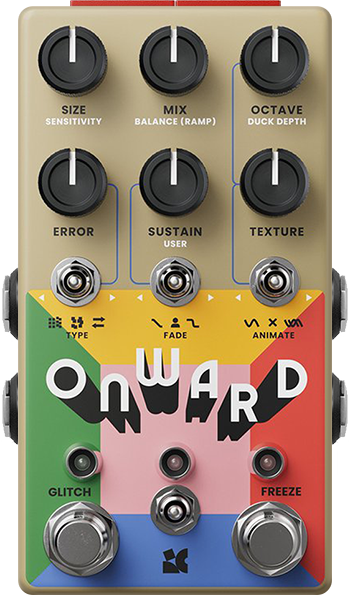 SIZE MIX OCTAVE
SENSITIVITY BALANCE (RAMP) DUCK DEPTH
ERROR SUSTAIN TEXTURE
USER
TYPE FADE ANIMATE
ONWARD
GLITCH FREEZE